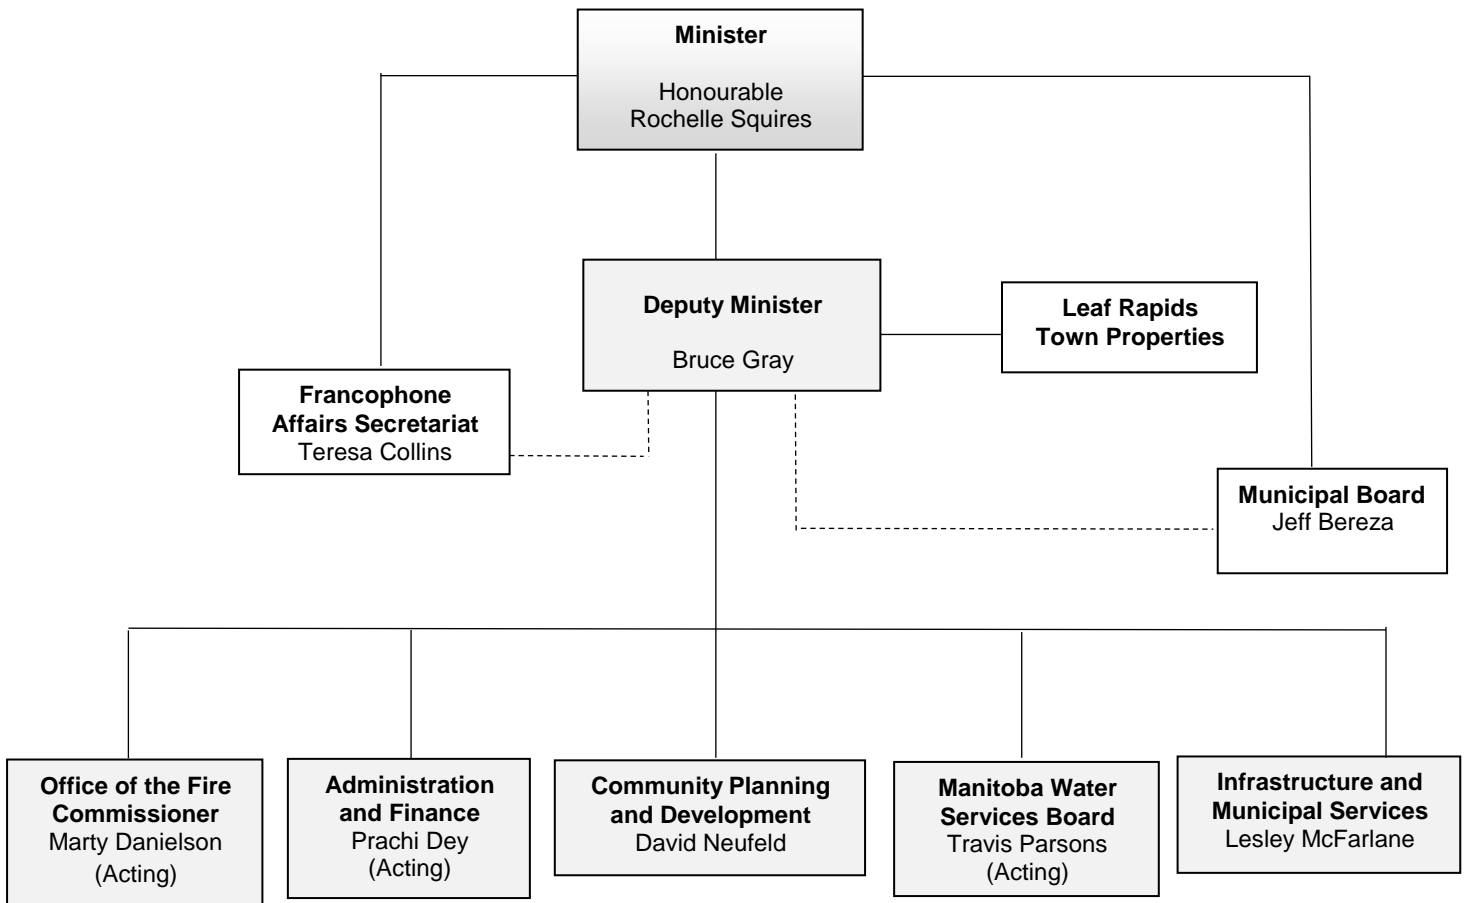 Minister
Honourable
Rochelle Squires
Deputy Minister
Bruce Gray
Leaf Rapids
Town Properties
Francophone
Affairs Secretariat
Teresa Collins
Municipal Board
Jeff Bereza
Office of the Fire
Commissioner
Marty Danielson
(Acting)
Administration
and Finance
Prachi Dey
(Acting)
Community Planning
and Development
David Neufeld
Manitoba Water
Services Board
Travis Parsons
(Acting)
Infrastructure and
Municipal Services
Lesley McFarlane